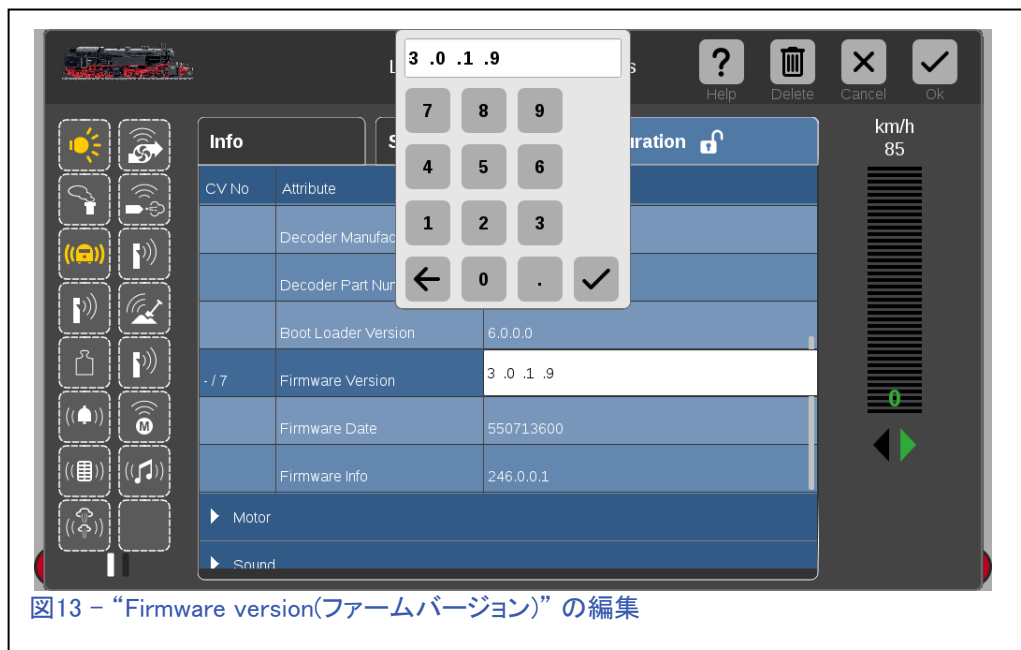 3 .0 .1 .9
L
s
?
Help
Delete
Cancel
Ok
7 8 9
4 5 6
1 2 3
0 .
Info
S
uration
km/h
85
CV No Attribute
Decoder Manufac
Decoder Part Nur
Boot Loader Version 6.0.0.0
- / 7 Firmware Version 3 .0 .1 .9
Firmware Date 550713600
Firmware Info 246.0.0.1
Motor
Sound
0
M
図13 – “Firmware version(ファームバージョン)” の編集